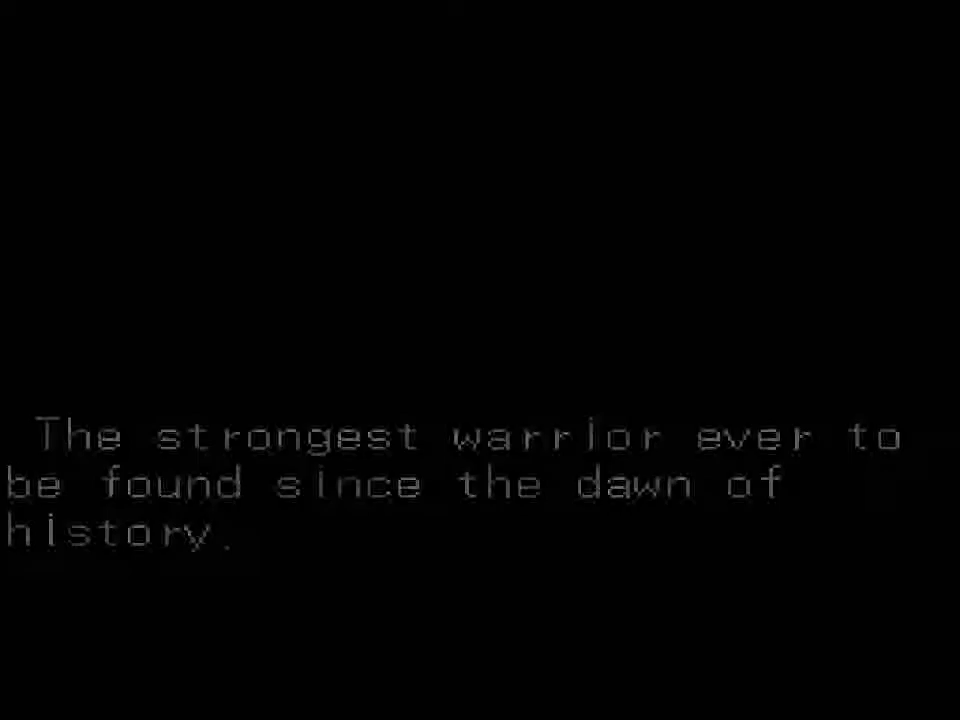 The strongest warrior ever to
be found since the dawn of
history.